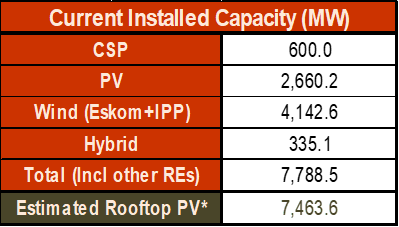 Current Installed Capacity (MW)
CSP 600.0
PV 2,660.2
Wind (Eskom+IPP) 4,142.6
Hybrid 335.1
Total (Incl other REs) 7,788.5
Estimated Rooftop PV* 7,463.6